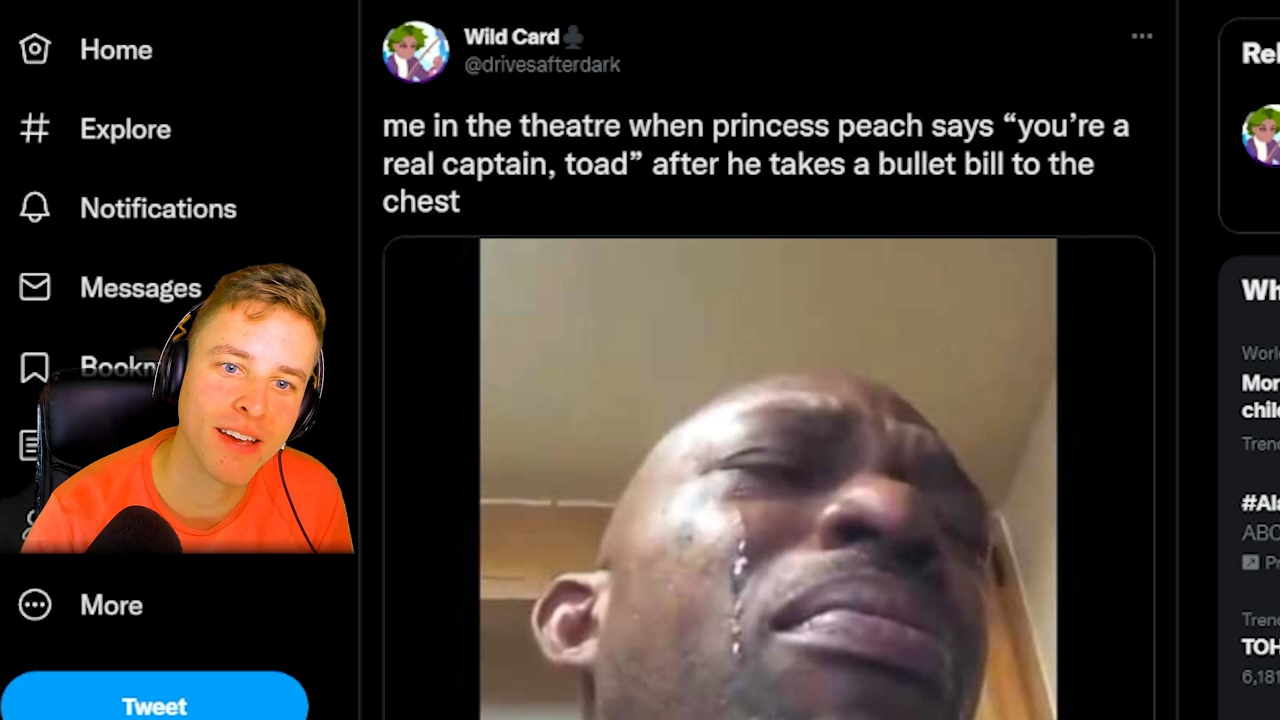 Home
Explore
Notifications
Messages
More
Tweet
Wild Card
@drivesafterdark
me in the theatre when princess peach says “you’re a
real captain, toad” after he takes a bullet bill to the
chest